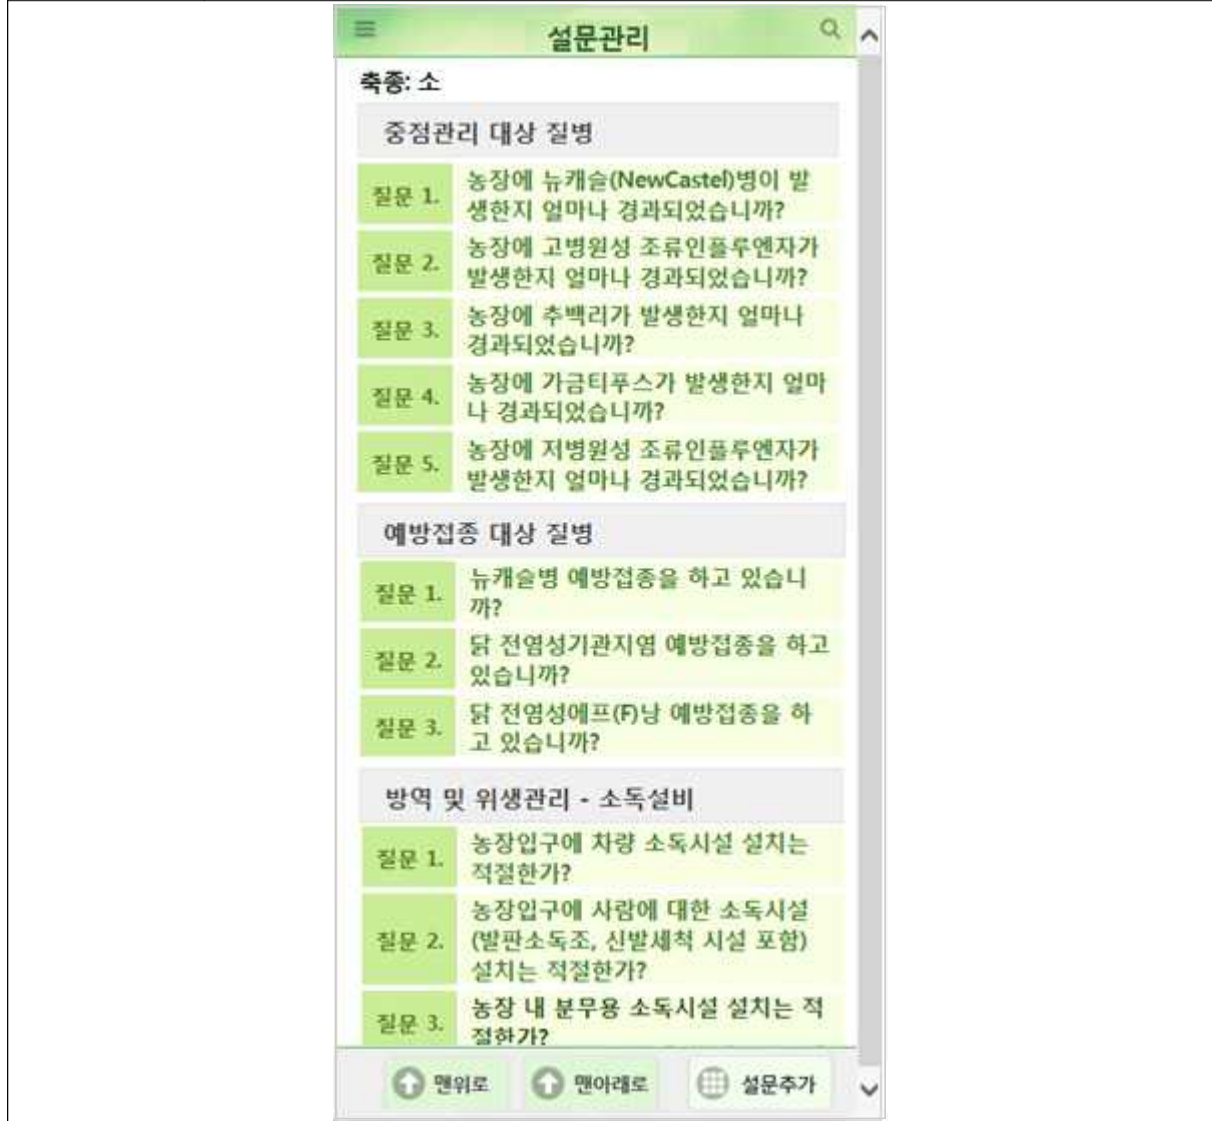 설문관리
축종: 소
중점관리 대상 질병
질문 1.
농장에 뉴캐슬(NewCastel)병이 발
생한지 얼마나 경과되었습니까?
질문 2.
농장에 고병원성 조류인플루엔자가
발생한지 얼마나 경과되었습니까?
질문 3.
농장에 추백리가 발생한지 얼마나
경과되었습니까?
질문 4.
농장에 가금티푸스가 발생한지 얼마
나 경과되었습니까?
질문 5.
농장에 저병원성 조류인플루엔자가
발생한지 얼마나 경과되었습니까?
예방접종 대상 질병
질문 1.
뉴캐슬병 예방접종을 하고 있습니
까?
질문 2.
닭 전염성기관지염 예방접종을 하고
있습니까?
질문 3.
닭 전염성에프(F)낭 예방접종을 하
고 있습니까?
방역 및 위생관리 - 소독설비
질문 1.
농장입구에 차량 소독시설 설치는
적절한가?
질문 2.
농장입구에 사람에 대한 소독시설
(발판소독조, 신발세척 시설 포함)
설치는 적절한가?
질문 3.
농장 내 분무용 소독시설 설치는 적
절한가?
맨위로
맨아래로
설문추가